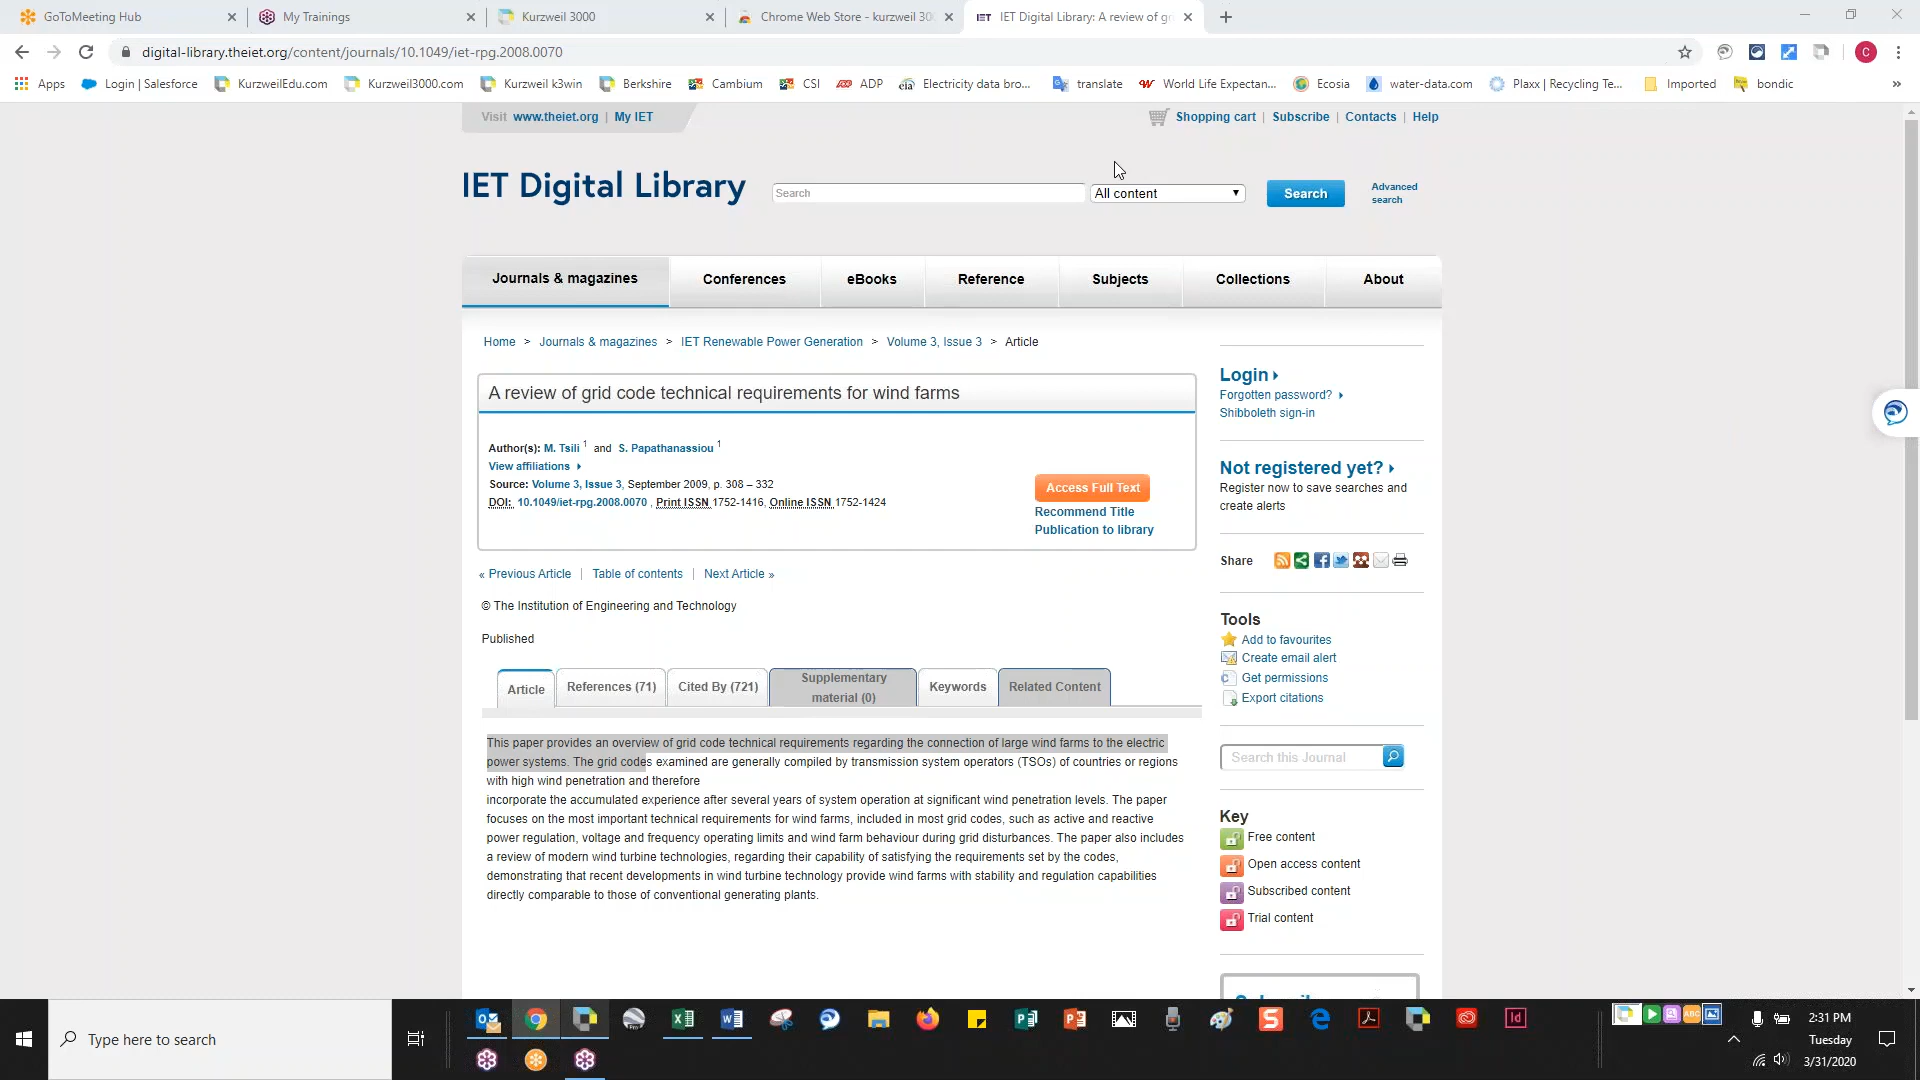 GoToMeeting Hub
My Trainings
Kurzweil 3000
Chrome Web Store - kurzweil 30
IET Digital Library: A review of gr
digital-library.theiet.org/content/journals/10.1049/iet-rpg.2008.0070
Apps
Login | Salesforce
KurzweilEdu.com
Kurzweil3000.com
Kurzweil k3win
Berkshire
Cambium
CSI
ADP
Electricity data bro...
translate
World Life Expectan...
Ecosia
water-data.com
Plaxx | Recycling Te...
Imported
bondic
Visit www.theiet.org | My IET
Shopping cart | Subscribe | Contacts | Help
IET Digital Library
Search
All content
Search
Advanced
search
Journals & magazines
Conferences
eBooks
Reference
Subjects
Collections
About
Home > Journals & magazines > IET Renewable Power Generation > Volume 3, Issue 3 > Article
A review of grid code technical requirements for wind farms
Author(s): M. Tsili 1 and S. Papathanassiou 1
View affiliations
Source: Volume 3, Issue 3, September 2009, p. 308 – 332
DOI: 10.1049/iet-rpg.2008.0070 , Print ISSN 1752-1416, Online ISSN 1752-1424
Access Full Text
Recommend Title
Publication to library
« Previous Article | Table of contents | Next Article »
© The Institution of Engineering and Technology
Published
Article
References (71)
Cited By (721)
Supplementary
material (0)
Keywords
Related Content
This paper provides an overview of grid code technical requirements regarding the connection of large wind farms to the electric
power systems. The grid codes examined are generally compiled by transmission system operators (TSOs) of countries or regions
with high wind penetration and therefore
incorporate the accumulated experience after several years of system operation at significant wind penetration levels. The paper
focuses on the most important technical requirements for wind farms, included in most grid codes, such as active and reactive
power regulation, voltage and frequency operating limits and wind farm behaviour during grid disturbances. The paper also includes
a review of modern wind turbine technologies, regarding their capability of satisfying the requirements set by the codes,
demonstrating that recent developments in wind turbine technology provide wind farms with stability and regulation capabilities
directly comparable to those of conventional generating plants.
Login
Forgotten password?
Shibboleth sign-in
Not registered yet?
Register now to save searches and
create alerts
Share
Tools
Add to favourites
Create email alert
Get permissions
Export citations
Search this Journal
Key
Free content
Open access content
Subscribed content
Trial content
Type here to search
2:31 PM
Tuesday
3/31/2020